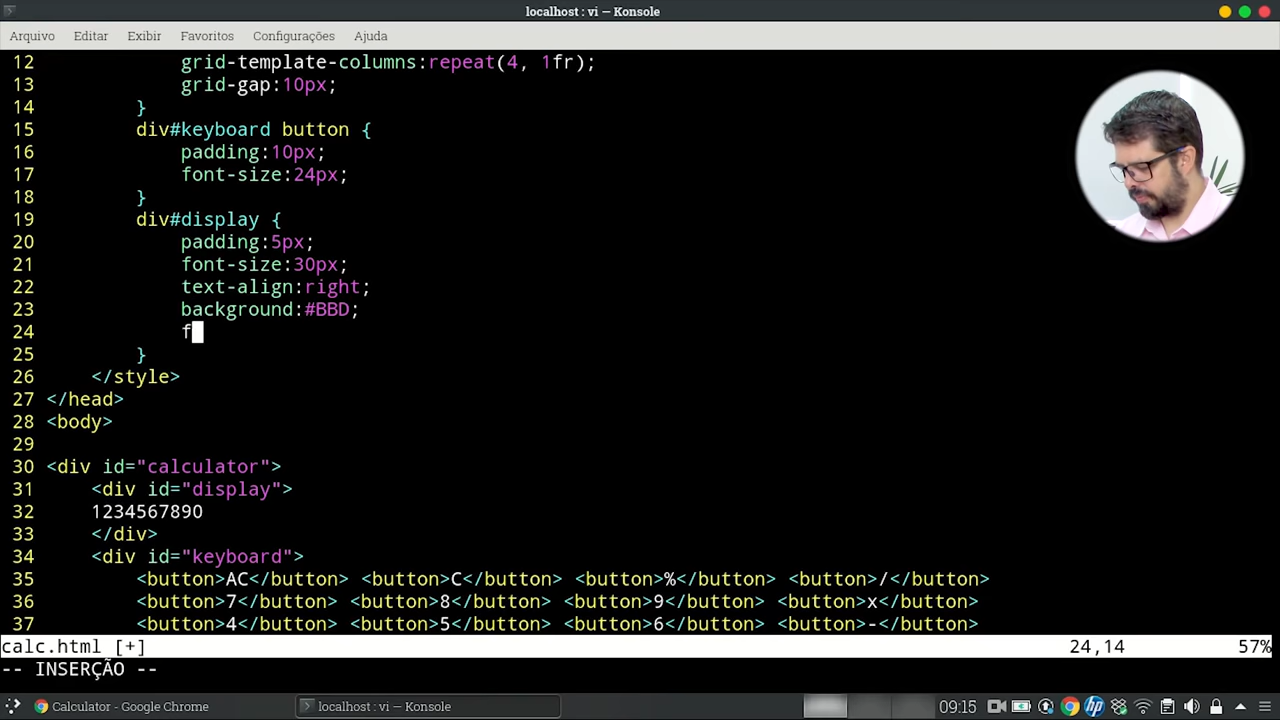 localhost : vi — Konsole
Arquivo Editar Exibir Favoritos Configurações Ajuda
12 grid-template-columns:repeat(4, 1fr);
13 grid-gap:10px;
14 }
15 div#keyboard button {
16 padding:10px;
17 font-size:24px;
18 }
19 div#display {
20 padding:5px;
21 font-size:30px;
22 text-align:right;
23 background:#BBD;
24 f
25 }
26 </style>
27 </head>
28 <body>
29
30 <div id="calculator">
31 <div id="display">
32 1234567890
33 </div>
34 <div id="keyboard">
35 <button>AC</button> <button>C</button> <button>%</button> <button>/</button>
36 <button>7</button> <button>8</button> <button>9</button> <button>x</button>
37 <button>4</button> <button>5</button> <button>6</button> <button>-</button>
calc.html [+] 24,14 57%
-- INSERÇÃO --
Calculator - Google Chrome localhost : vi — Konsole 09:15